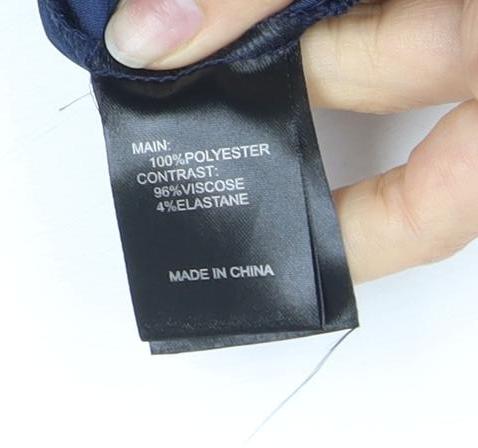 MAIN:
100%POLYESTER
CONTRAST:
96%VISCOSE
4%ELASTANE
MADE IN CHINA